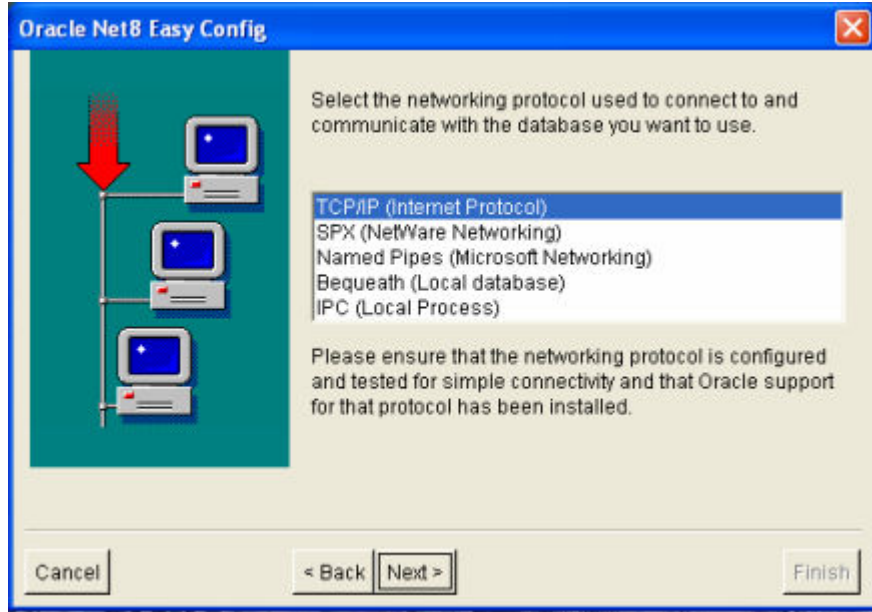 Oracle Net8 Easy Config
Select the networking protocol used to connect to and
communicate with the database you want to use.
TCP/IP (Internet Protocol)
SPX (NetWare Networking)
Named Pipes (Microsoft Networking)
Bequeath (Local database)
IPC (Local Process)
Please ensure that the networking protocol is configured
and tested for simple connectivity and that Oracle support
for that protocol has been installed.
Cancel < Back Next > Finish